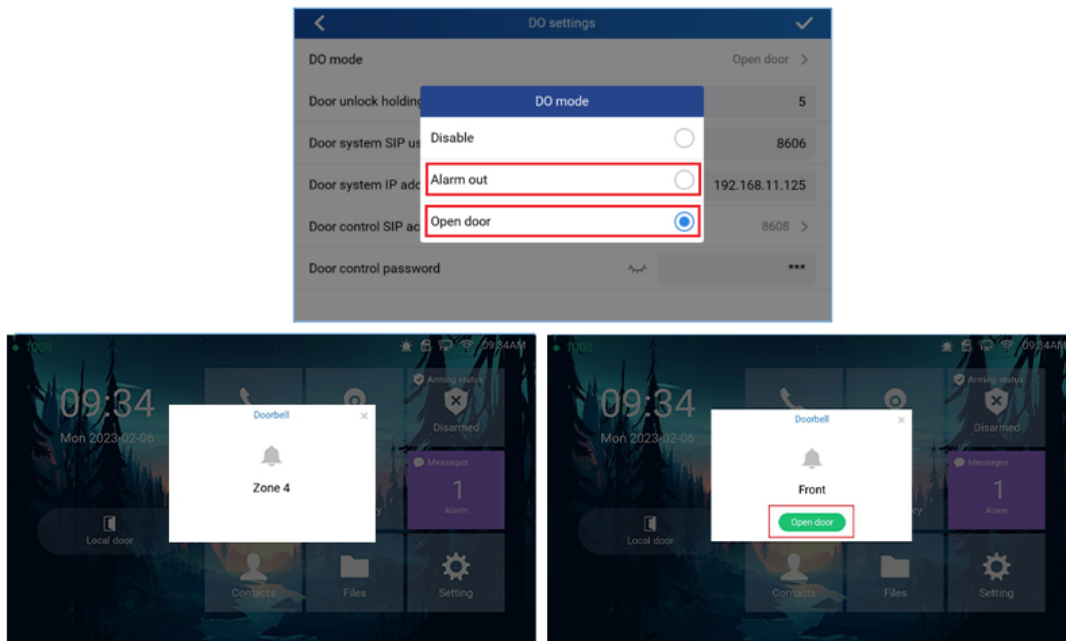 DO settings
DO mode
Open door >
Door unlock holding
5
Door system SIP us
8606
Door system IP add
192.168.11.125
Door control SIP ac
8608 >
Door control password
***
DO mode
Disable
Alarm out
Open door
1000
09:34AM
09:34
Mon 2023-02-06
Doorbell
Zone 4
Arming status
Disarmed
Messages
1
Alarm
Local door
Contacts
Files
Setting
1000
09:34AM
09:34
Mon 2023-02-06
Doorbell
Front
Open door
Arming status
Disarmed
Messages
1
Alarm
Local door
Contacts
Files
Setting